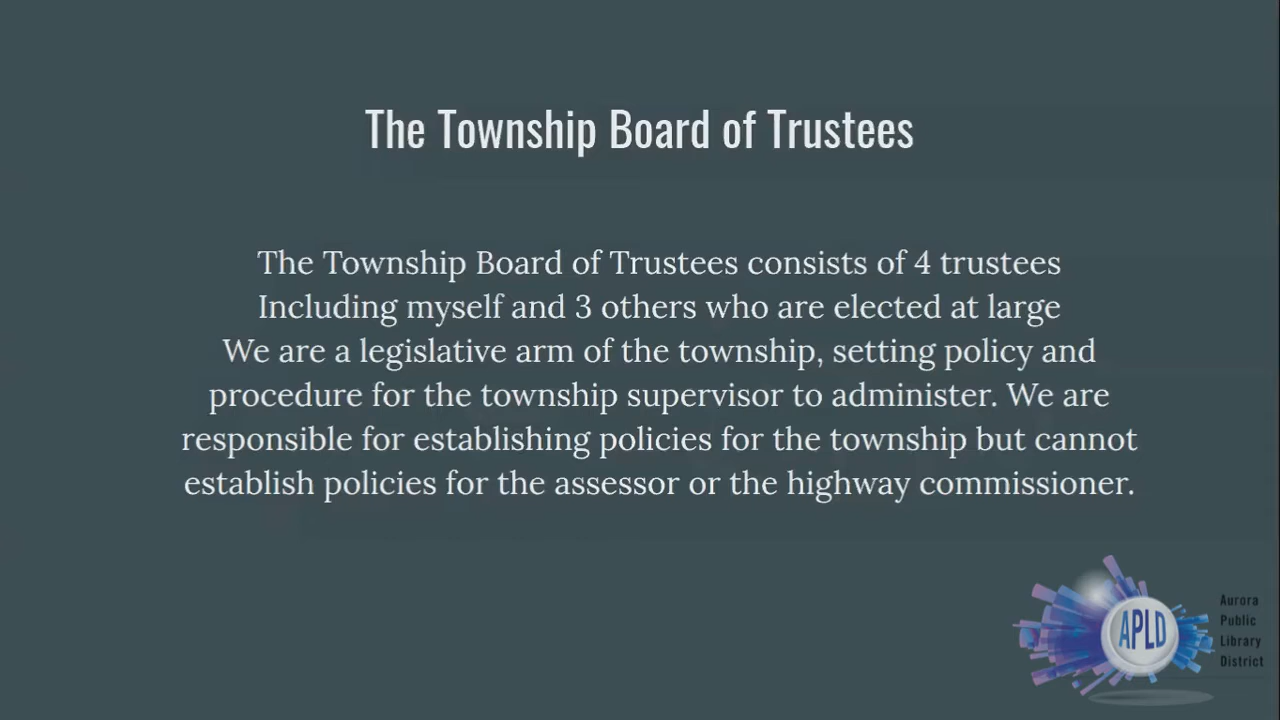 The Township Board of Trustees
The Township Board of Trustees consists of 4 trustees
Including myself and 3 others who are elected at large
We are a legislative arm of the township, setting policy and
procedure for the township supervisor to administer. We are
responsible for establishing policies for the township but cannot
establish policies for the assessor or the highway commissioner.
APLD
Aurora
Public
Library
District